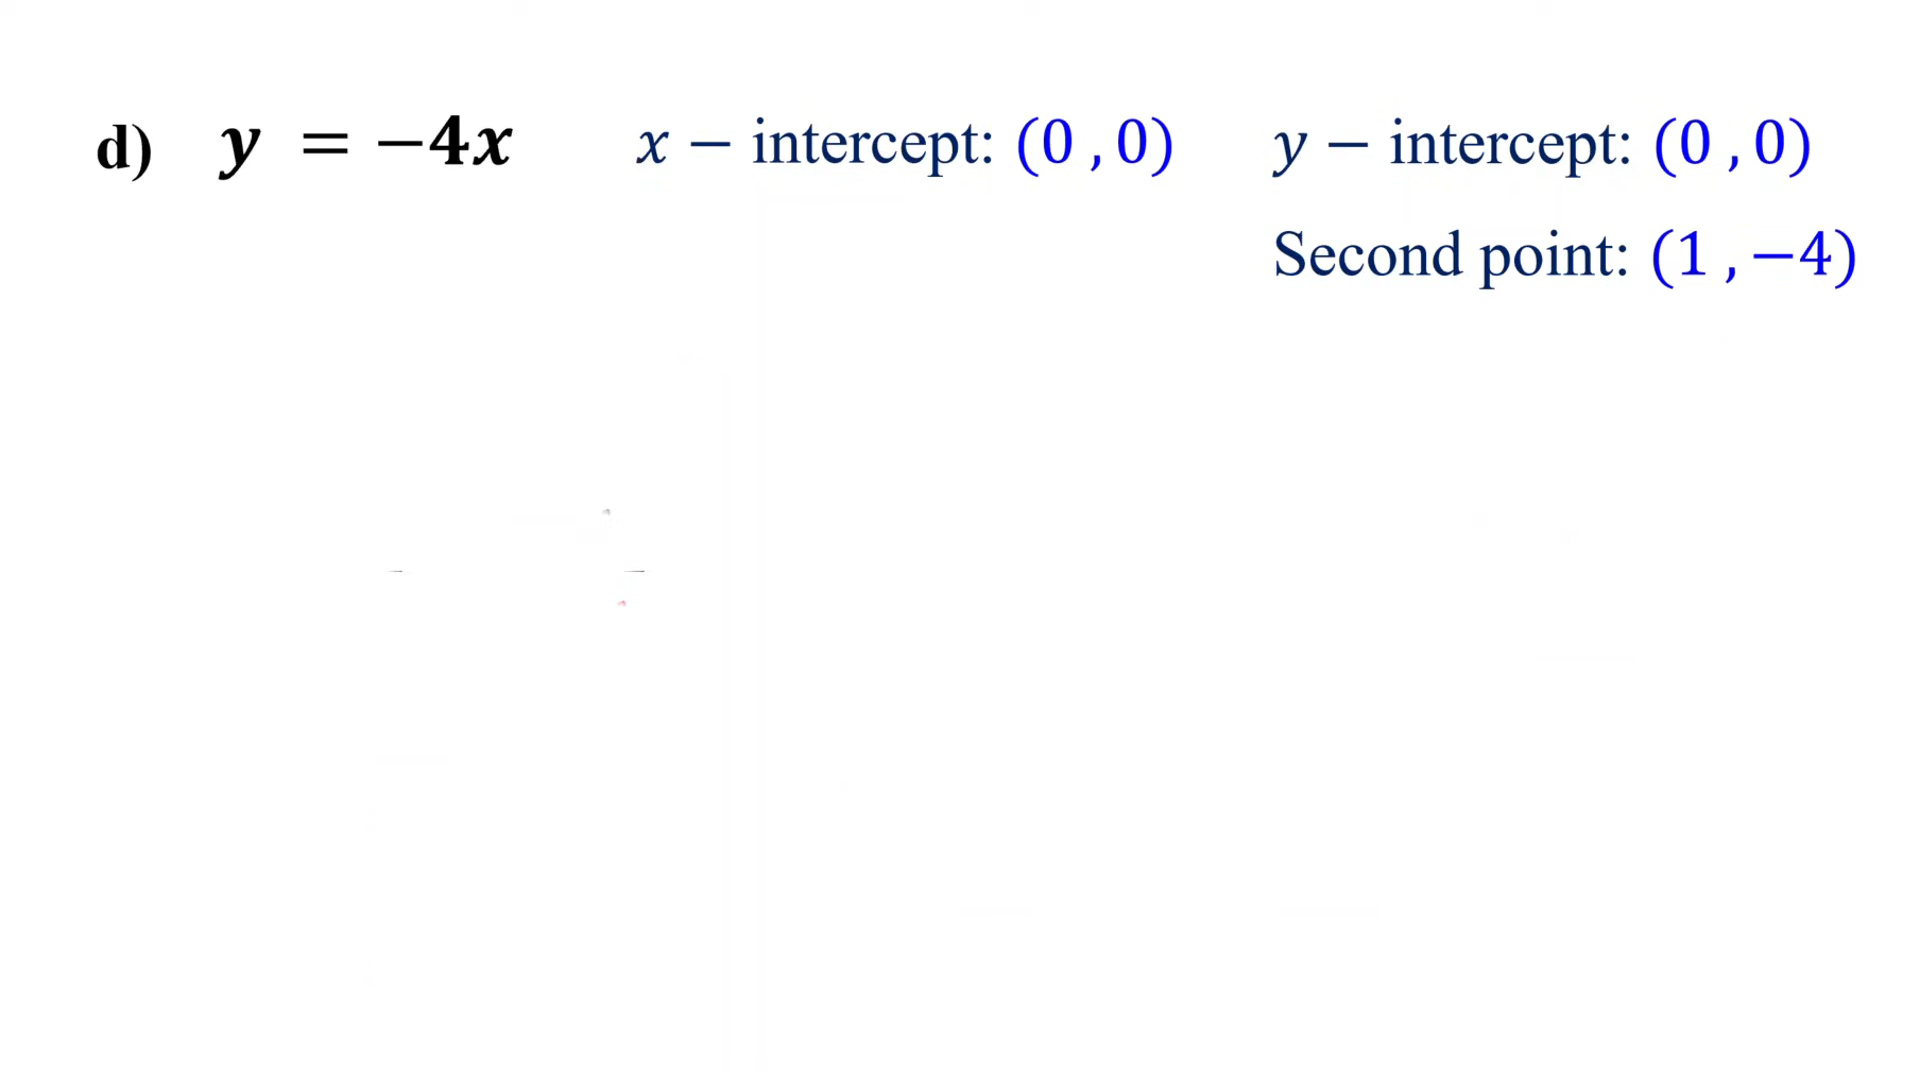 d) y = −4x x − intercept: (0 , 0) y − intercept: (0 , 0)
Second point: (1 , −4)